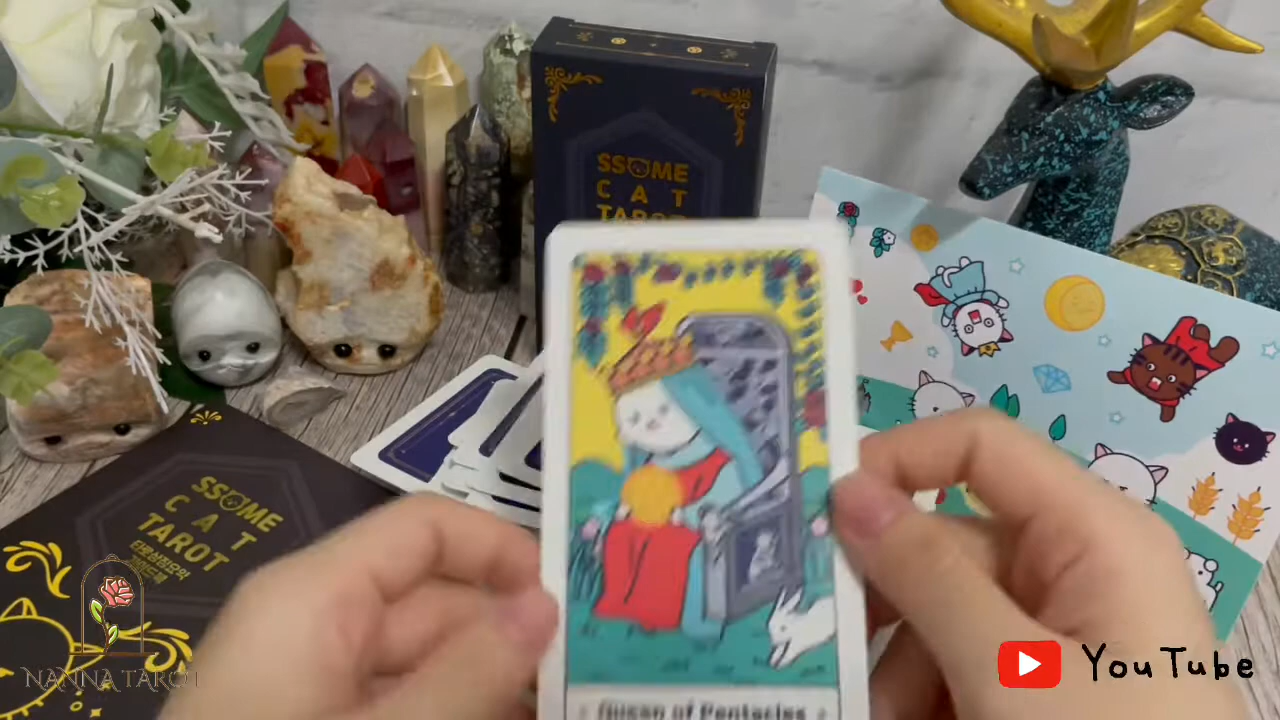 SSOME
CAT
TAROT
SSOME
CAT
TAROT
Queen of Pentacles
NANNA TAROT
YouTube